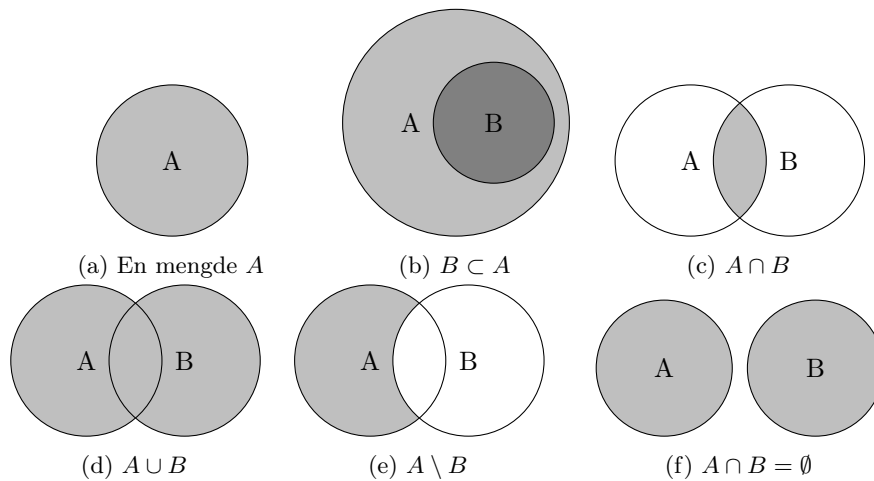 A
A B
A B
(a) En mengde A
(b) B ⊂ A
(c) A ∩ B
A B
A B
A B
(d) A ∪ B
(e) A \ B
(f) A ∩ B = ∅